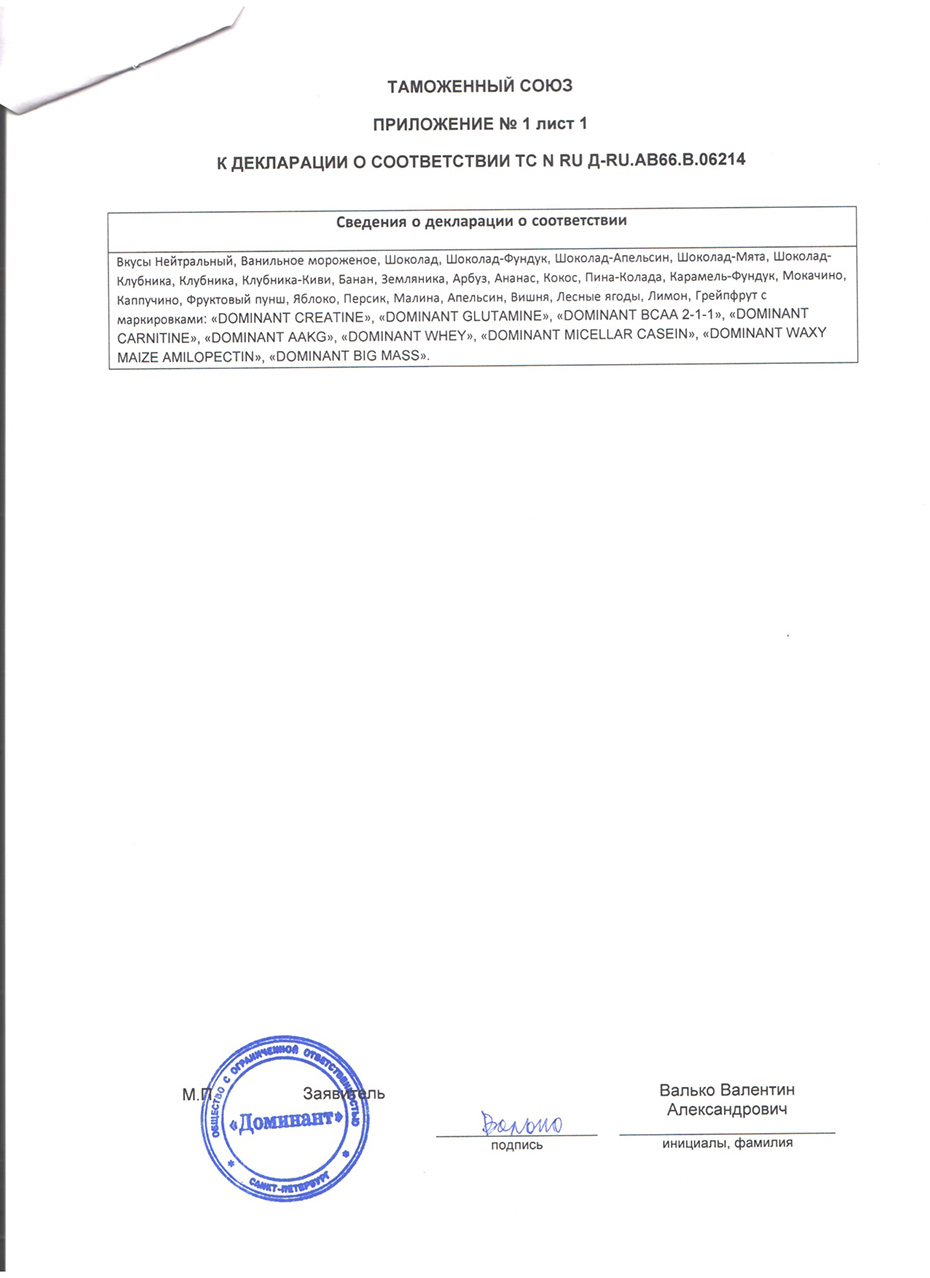 ТАМОЖЕННЫЙ СОЮЗ
ПРИЛОЖЕНИЕ № 1 лист 1
К ДЕКЛАРАЦИИ О СООТВЕТСТВИИ ТС N RU Д-RU.АВ66.В.06214
Сведения о декларации о соответствии
Вкусы Нейтральный, Ванильное мороженое, Шоколад, Шоколад-Фундук, Шоколад-Апельсин, Шоколад-Мята, Шоколад-
Клубника, Клубника, Клубника-Киви, Банан, Земляника, Арбуз, Ананас, Кокос, Пина-Колада, Карамель-Фундук, Мокачино,
Каппучино, Фруктовый пунш, Яблоко, Персик, Малина, Апельсин, Вишня, Лесные ягоды, Лимон, Грейпфрут с
маркировками: «DOMINANT CREATINE», «DOMINANT GLUTAMINE», «DOMINANT BCAA 2-1-1», «DOMINANT
CARNITINE», «DOMINANT AAKG», «DOMINANT WHEY», «DOMINANT MICELLAR CASEIN», «DOMINANT WAXY
MAIZE AMILOPECTIN», «DOMINANT BIG MASS».
М.П.
Заявитель
ОБЩЕСТВО С ОГРАНИЧЕННОЙ ОТВЕТСТВЕННОСТЬЮ
«Доминант»
САНКТ-ПЕТЕРБУРГ
Валько
подпись
Валько Валентин
Александрович
инициалы, фамилия